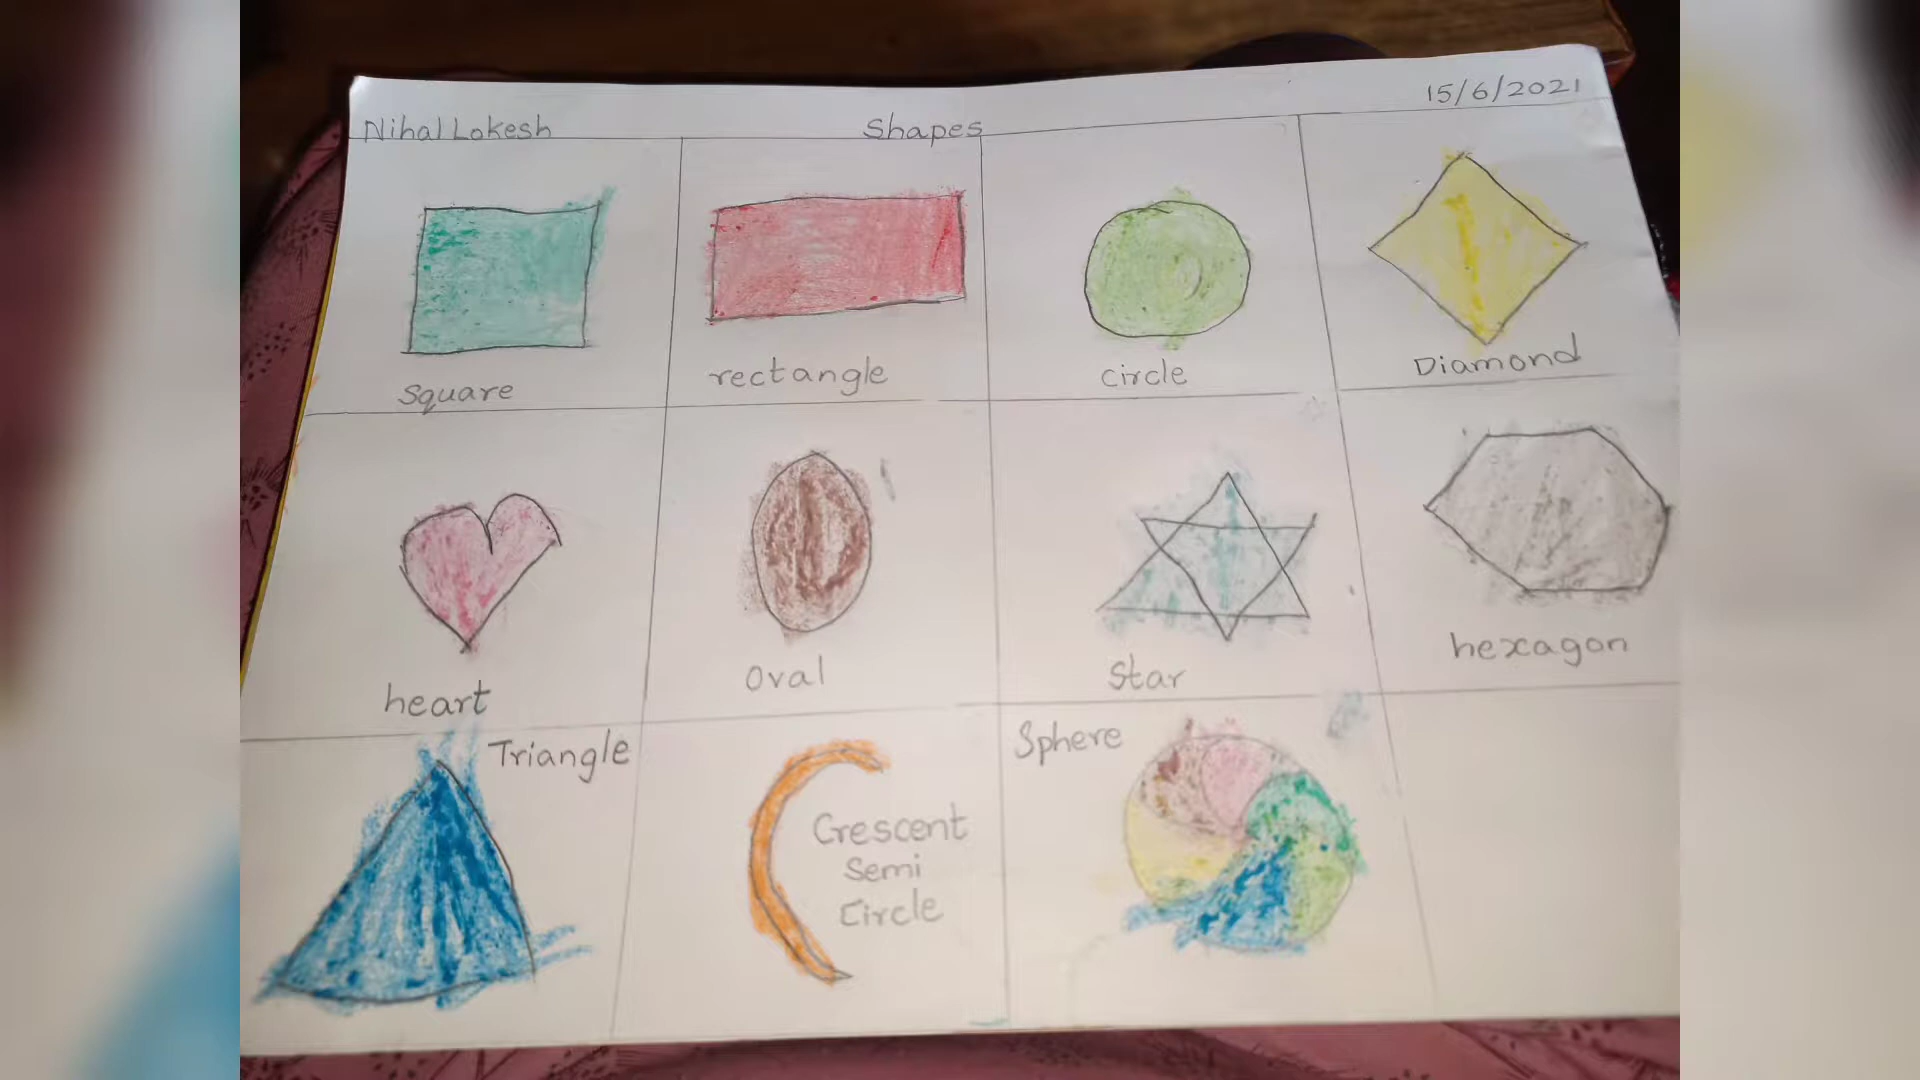 Nihal Lokesh
Shapes
15/6/2021
Square
rectangle
Circle
Diamond
heart
Oval
Star
hexagon
Triangle
Crescent
Semi
Circle
Sphere